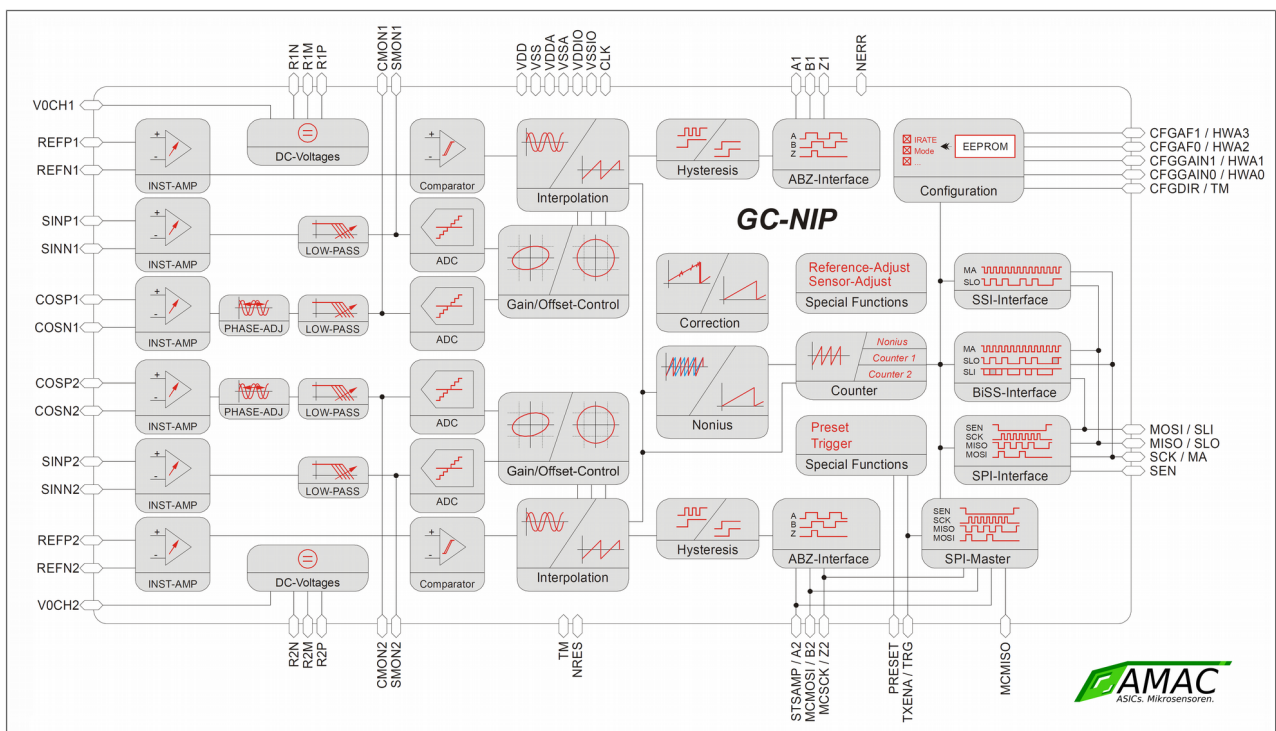 R1N
R1M
R1P
CMON1
SMON1
VDD
VSS
VDDA
VSSA
VDDIO
VSSIO
CLK
A1
B1
Z1
NERR
V0CH1
REFP1
REFN1
SINP1
SINN1
COSP1
COSN1
COSP2
COSN2
SINP2
SINN2
REFP2
REFN2
V0CH2
+
-
INST-AMP
DC-Voltages
+
-
Comparator
Interpolation
Hysteresis
A
B
Z
ABZ-Interface
IRATE
Mode
...
EEPROM
Configuration
CFGAF1 / HWA3
CFGAF0 / HWA2
CFGGAIN1 / HWA1
CFGGAIN0 / HWA0
CFGDIR / TM
GC-NIP
+
-
INST-AMP
LOW-PASS
ADC
Gain/Offset-Control
+
-
INST-AMP
PHASE-ADJ
LOW-PASS
ADC
Correction
Reference-Adjust
Sensor-Adjust
Special Functions
MA
SLO
SSI-Interface
+
-
INST-AMP
PHASE-ADJ
LOW-PASS
ADC
Gain/Offset-Control
Nonius
Nonius
Counter 1
Counter 2
Counter
MA
SLO
SLI
BiSS-Interface
+
-
INST-AMP
LOW-PASS
ADC
Preset
Trigger
Special Functions
SEN
SCK
MISO
MOSI
SPI-Interface
MOSI / SLI
MISO / SLO
SCK / MA
SEN
+
-
INST-AMP
DC-Voltages
+
-
Comparator
Interpolation
Hysteresis
A
B
Z
ABZ-Interface
SEN
SCK
MISO
MOSI
SPI-Master
R2N
R2M
R2P
CMON2
SMON2
TM
NRES
STSAMP / A2
MCMOSI / B2
MCSCK / Z2
PRESET
TXENA / TRG
MCMISO
AMAC
ASICs. Mikrosensoren.